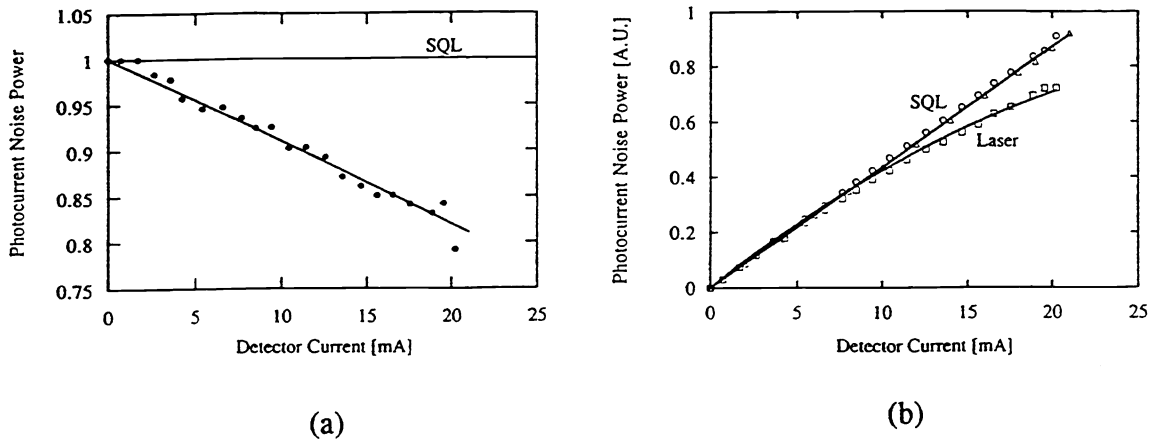 1.05
1
0.95
0.9
0.85
0.8
0.75
Photocurrent Noise Power
SQL
0
5
10
15
20
25
Detector Current [mA]
(a)
1
0.8
0.6
0.4
0.2
0
Photocurrent Noise Power [A.U.]
SQL
Laser
0
5
10
15
20
25
Detector Current [mA]
(b)